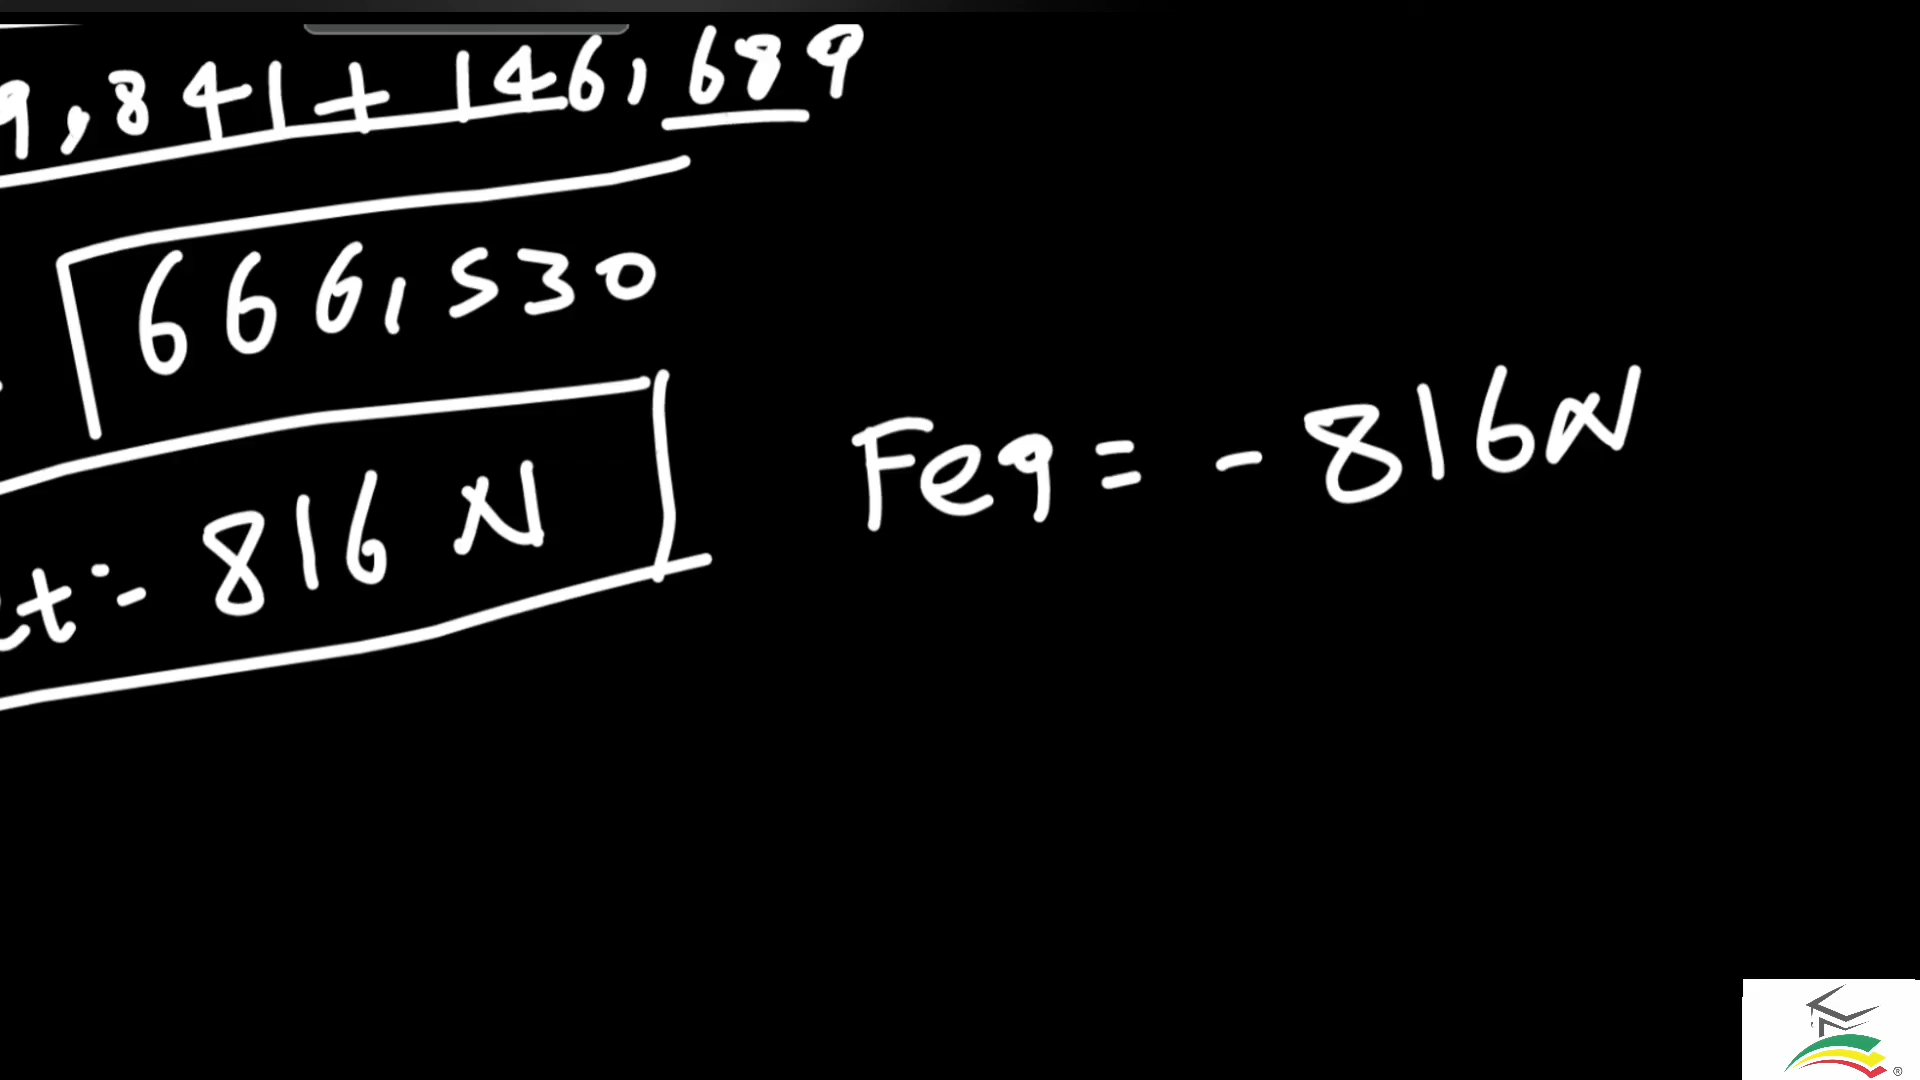 9,841 + 146,689
666,530
t = 816 N
Feq = - 816N
®